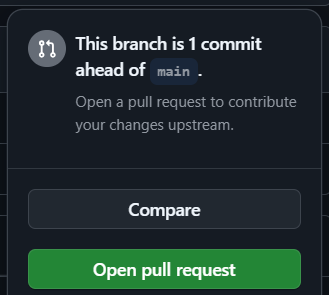 This branch is 1 commit
ahead of main.
Open a pull request to contribute
your changes upstream.
Compare
Open pull request